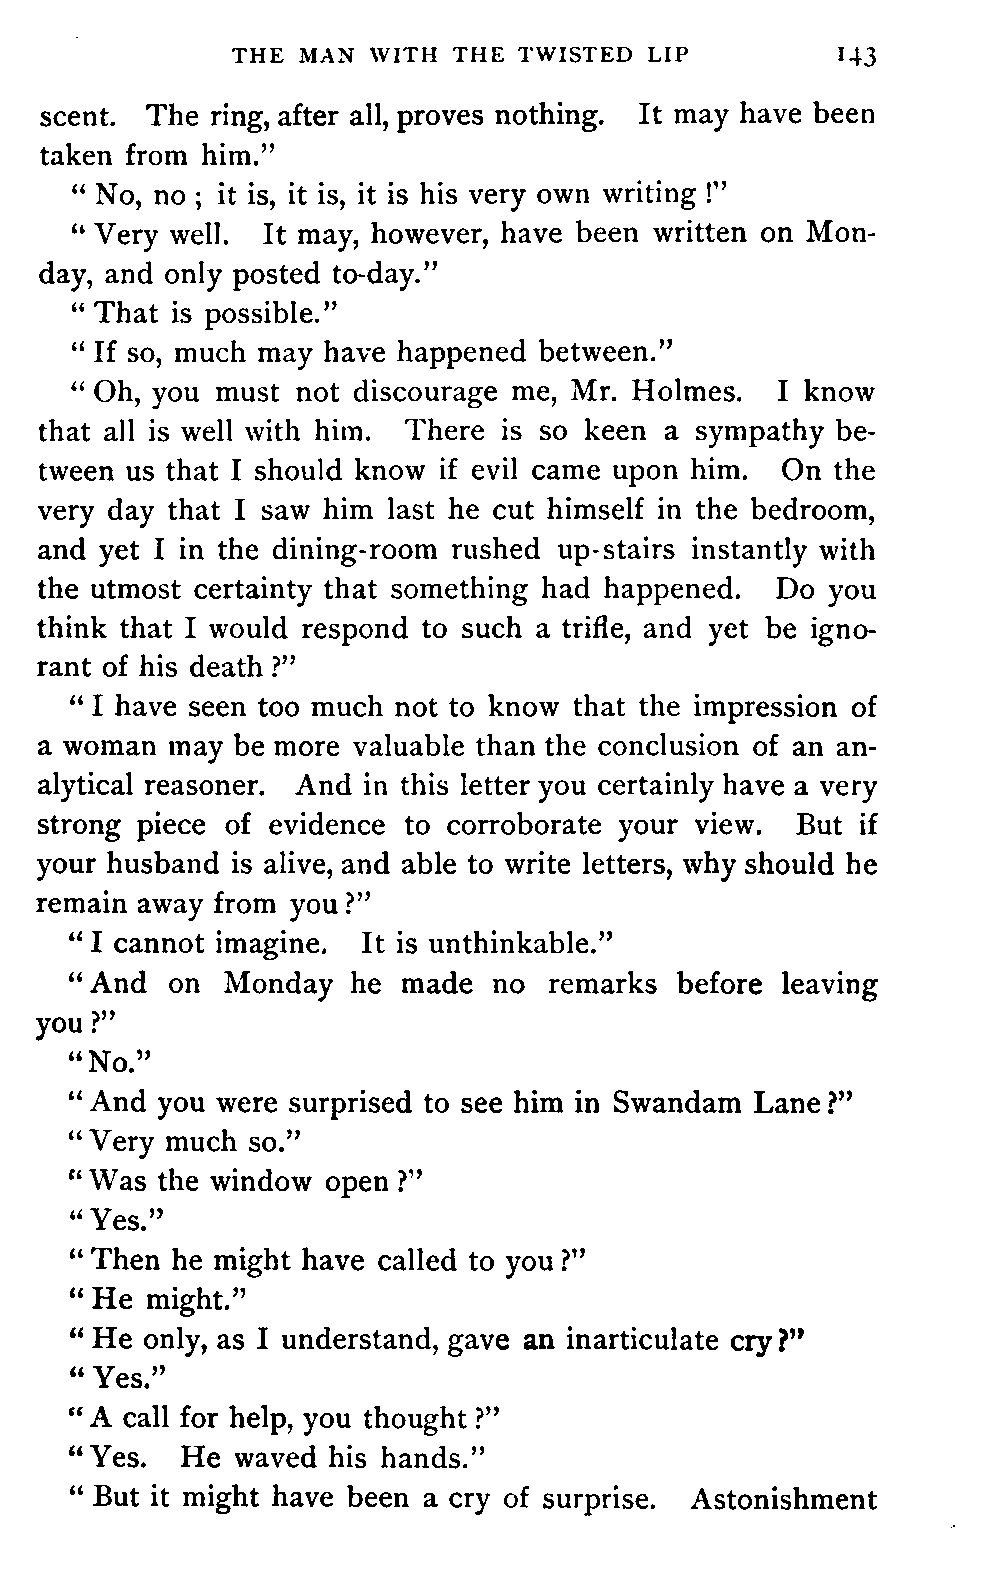 THE MAN WITH THE TWISTED LIP 143
scent. The ring, after all, proves nothing. It may have been
taken from him.”
“ No, no ; it is, it is, it is his very own writing !”
“ Very well. It may, however, have been written on Mon-
day, and only posted to-day.”
“ That is possible.”
“ If so, much may have happened between.”
“ Oh, you must not discourage me, Mr. Holmes. I know
that all is well with him. There is so keen a sympathy be-
tween us that I should know if evil came upon him. On the
very day that I saw him last he cut himself in the bedroom,
and yet I in the dining-room rushed up-stairs instantly with
the utmost certainty that something had happened. Do you
think that I would respond to such a trifle, and yet be igno-
rant of his death ?”
“ I have seen too much not to know that the impression of
a woman may be more valuable than the conclusion of an an-
alytical reasoner. And in this letter you certainly have a very
strong piece of evidence to corroborate your view. But if
your husband is alive, and able to write letters, why should he
remain away from you ?”
“ I cannot imagine. It is unthinkable.”
“ And on Monday he made no remarks before leaving
you ?”
“ No.”
“ And you were surprised to see him in Swandam Lane ?”
“ Very much so.”
“ Was the window open ?”
“ Yes.”
“ Then he might have called to you ?”
“ He might.”
“ He only, as I understand, gave an inarticulate cry ?”
“ Yes.”
“ A call for help, you thought ?”
“ Yes. He waved his hands.”
“ But it might have been a cry of surprise. Astonishment